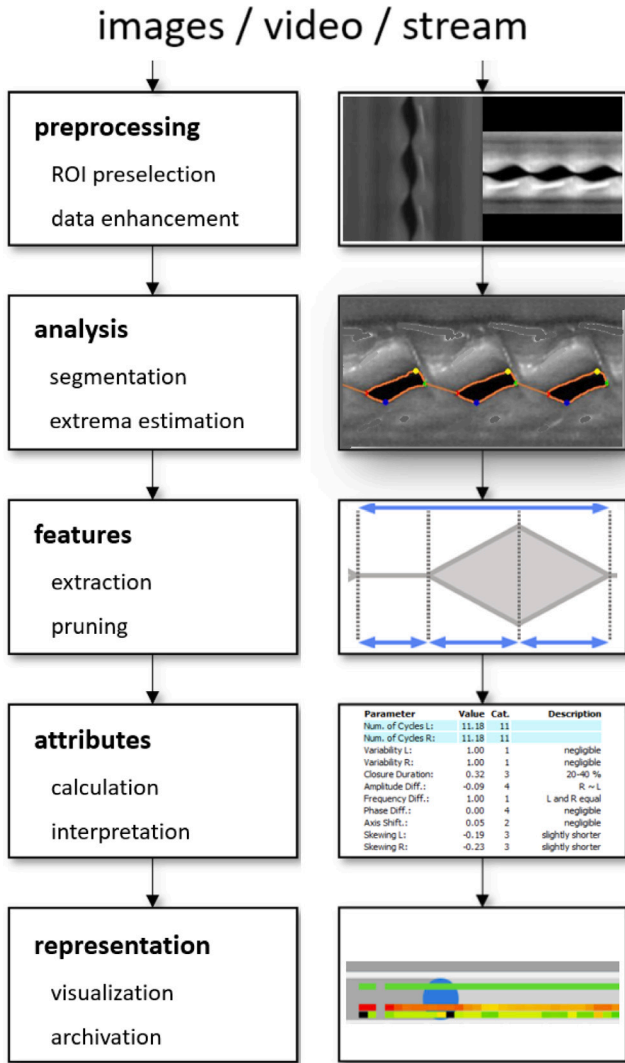 images / video / stream
preprocessing
ROI preselection
data enhancement
analysis
segmentation
extrema estimation
features
extraction
pruning
attributes
calculation
interpretation
Parameter Value Cat. Description
Num. of Cycles L: 11.18 11
Num. of Cycles R: 11.18 11
Variability L: 1.00 1 negligible
Variability R: 1.00 1 negligible
Closure Duration: 0.32 3 20-40 %
Amplitude Diff.: -0.09 4 R ~ L
Frequency Diff.: 1.00 1 L and R equal
Phase Diff.: 0.00 4 negligible
Axis Shift.: 0.05 2 negligible
Skewing L: -0.19 3 slightly shorter
Skewing R: -0.23 3 slightly shorter
representation
visualization
archivation